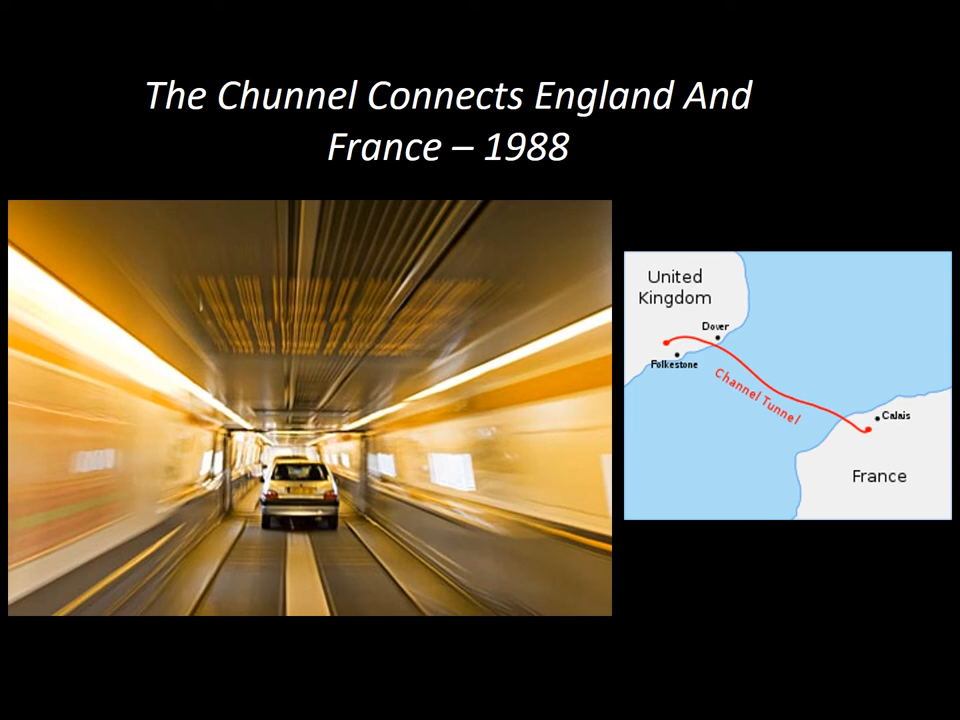 The Chunnel Connects England And
France – 1988
United
Kingdom
Dover
Folkestone
Channel Tunnel
Calais
France